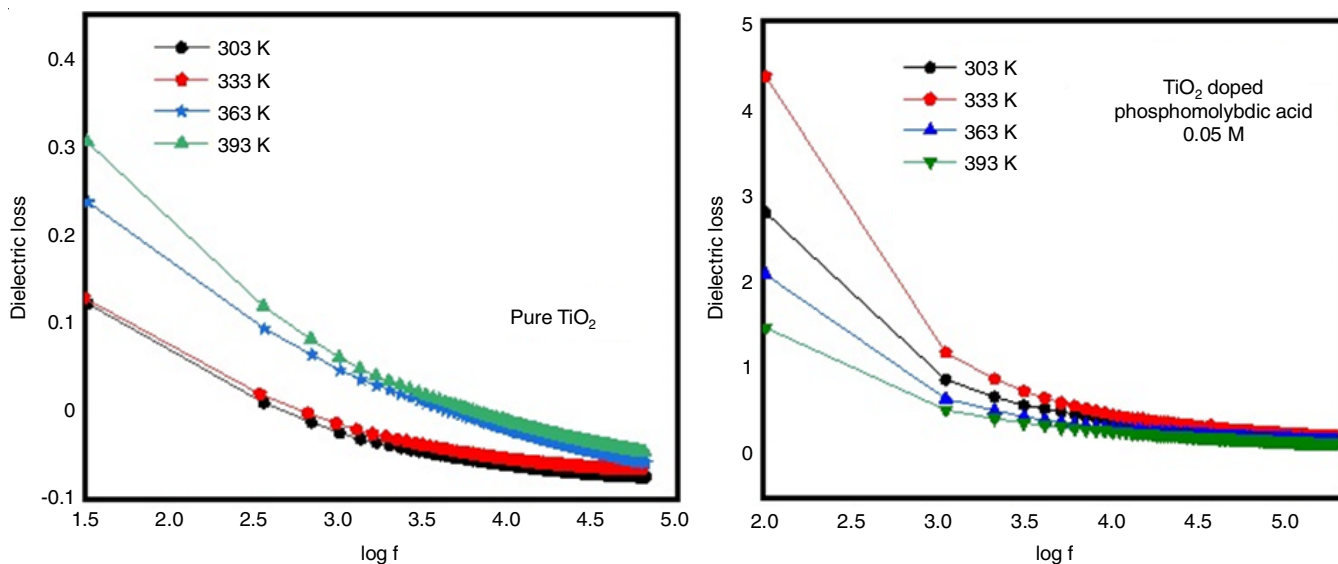 0.4
0.3
0.2
0.1
0
-0.1
Dielectric loss
303 K
333 K
363 K
393 K
Pure TiO₂
1.5 2.0 2.5 3.0 3.5 4.0 4.5 5.0
log f
5
4
3
2
1
0
Dielectric loss
303 K
333 K
363 K
393 K
TiO₂ doped
phosphomolybdic acid
0.05 M
2.0 2.5 3.0 3.5 4.0 4.5 5.0
log f